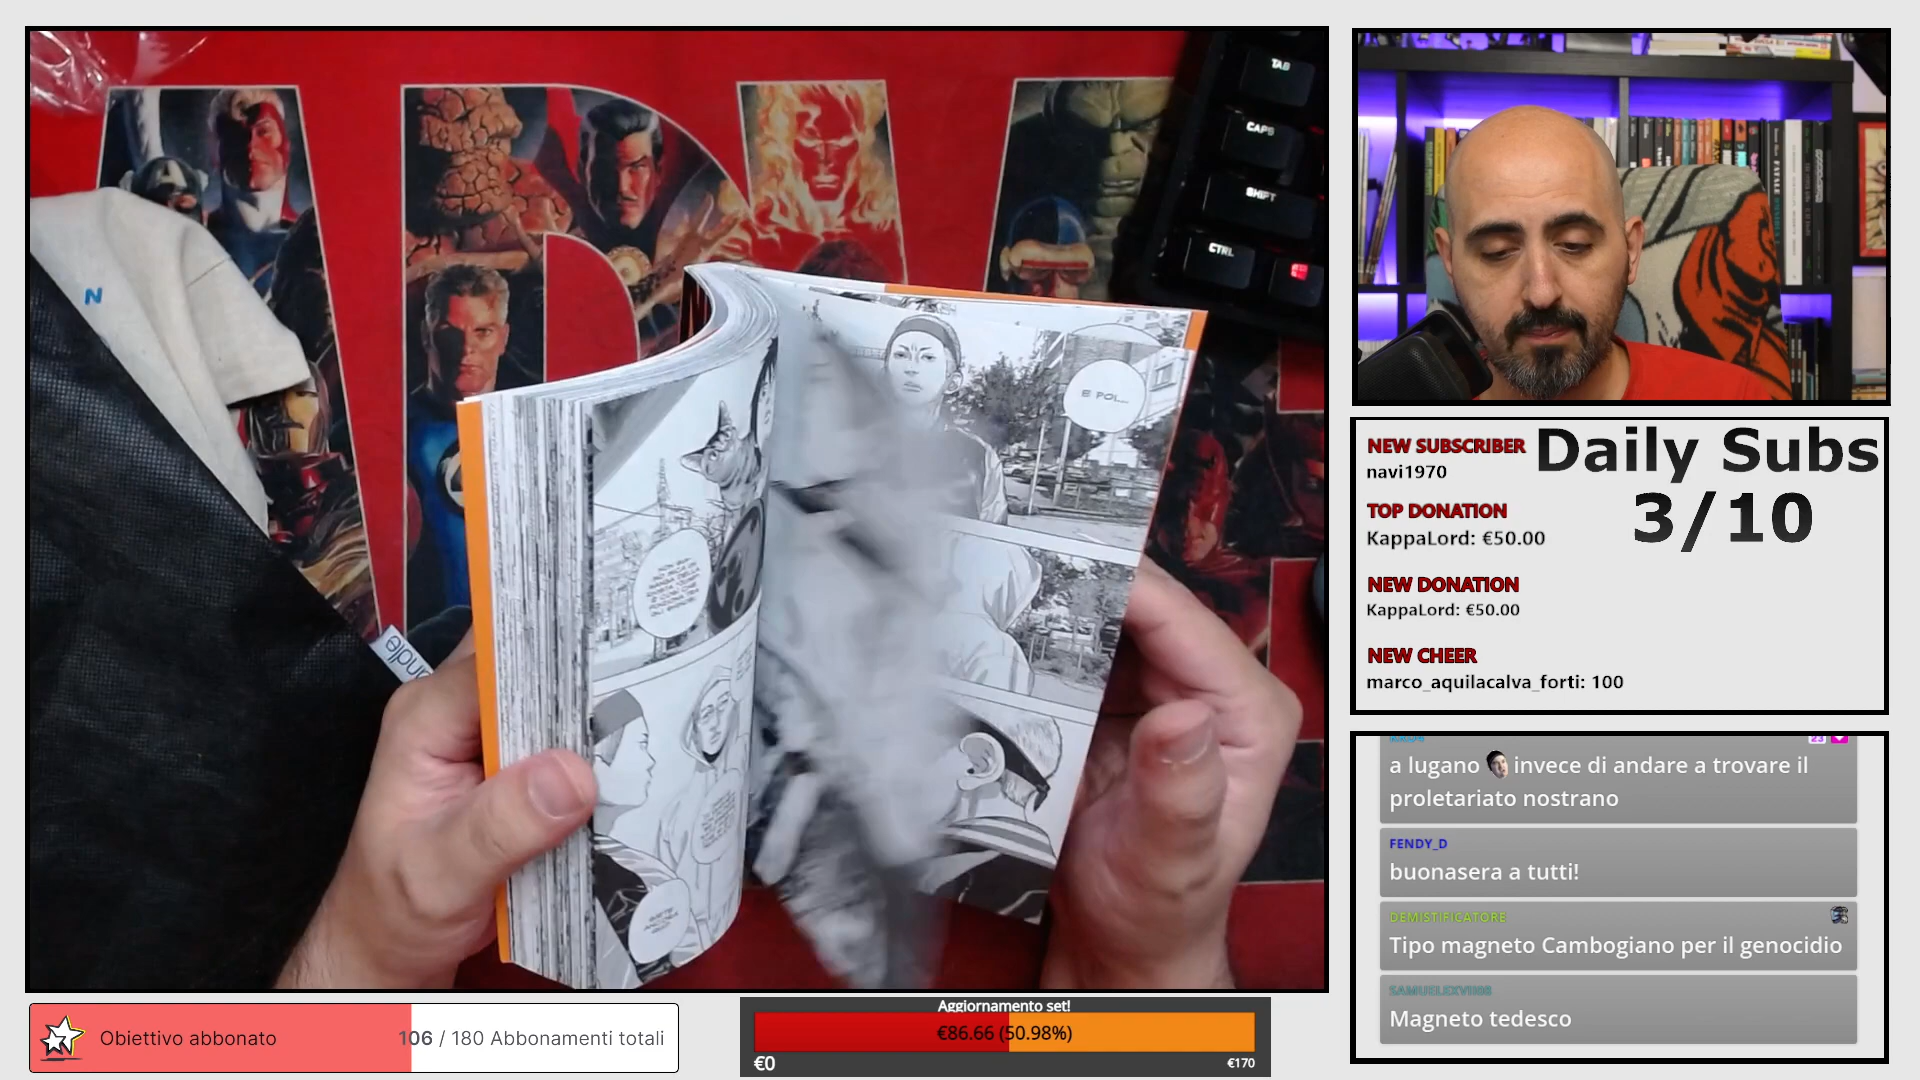 TAB
CAPS
SHIFT
CTRL
N
E POI...
NEW SUBSCRIBER
navi1970
Daily Subs
3/10
TOP DONATION
KappaLord: €50.00
NEW DONATION
KappaLord: €50.00
NEW CHEER
marco_aquilacalva_forti: 100
23
a lugano invece di andare a trovare il
proletariato nostrano
FENDY_D
buonasera a tutti!
DEMISTIFICATORE
Tipo magneto Cambogiano per il genocidio
Magneto tedesco
Obiettivo abbonato
106 / 180 Abbonamenti totali
Aggiornamento set!
€86.66 (50.98%)
€0
€170